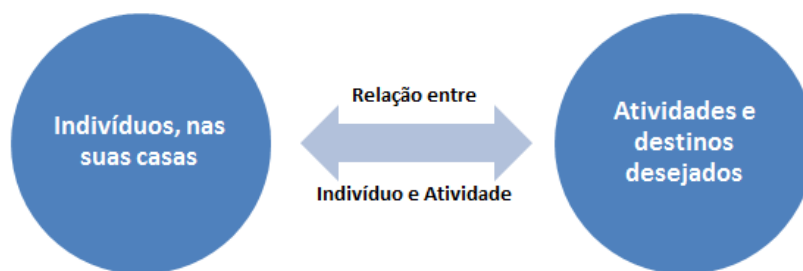 Indivíduos, nas
suas casas
Relação entre
Indivíduo e Atividade
Atividades e
destinos
desejados